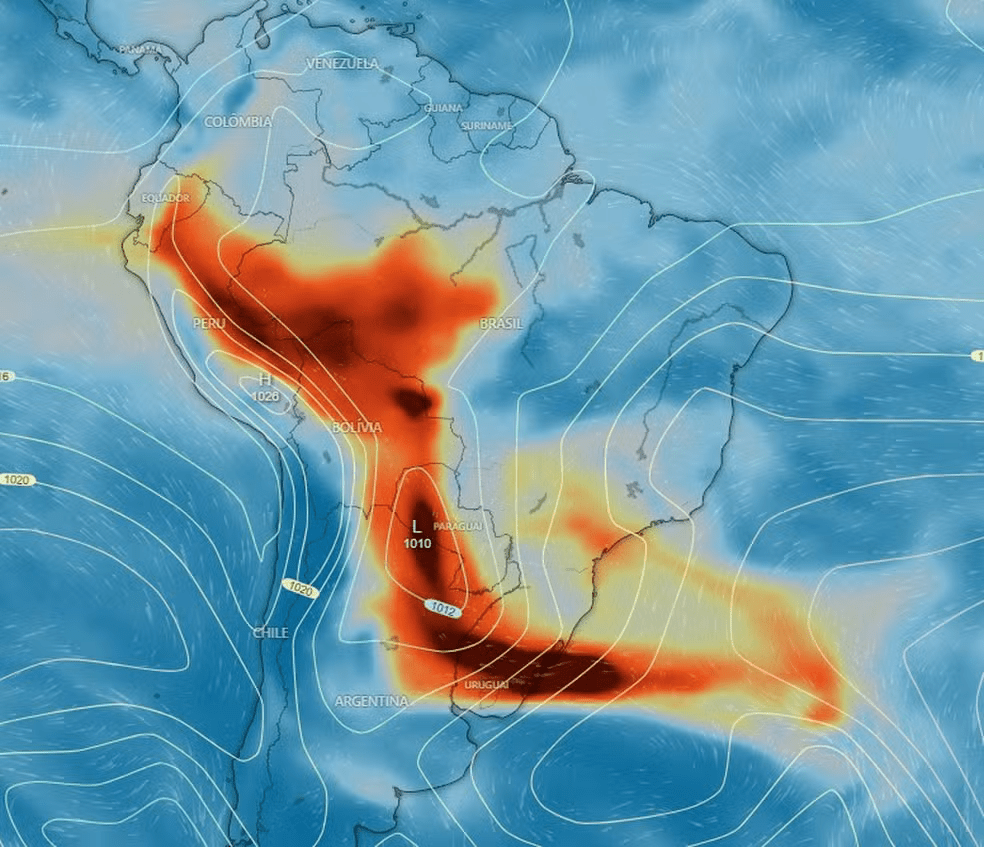 PANAMÁ
VENEZUELA
GUIANA
COLÔMBIA
SURINAME
EQUADOR
PERU
BRASIL
16
H
1026
BOLÍVIA
1020
L
PARAGUAI
1010
1020
1012
CHILE
URUGUAI
ARGENTINA
1